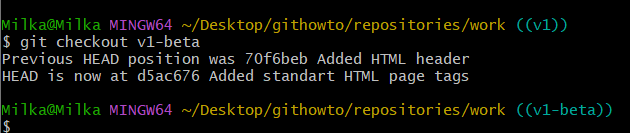 Milka@Milka MINGW64 ~/Desktop/githowto/repositories/work ((v1))
$ git checkout v1-beta
Previous HEAD position was 70f6beb Added HTML header
HEAD is now at d5ac676 Added standart HTML page tags
Milka@Milka MINGW64 ~/Desktop/githowto/repositories/work ((v1-beta))
$